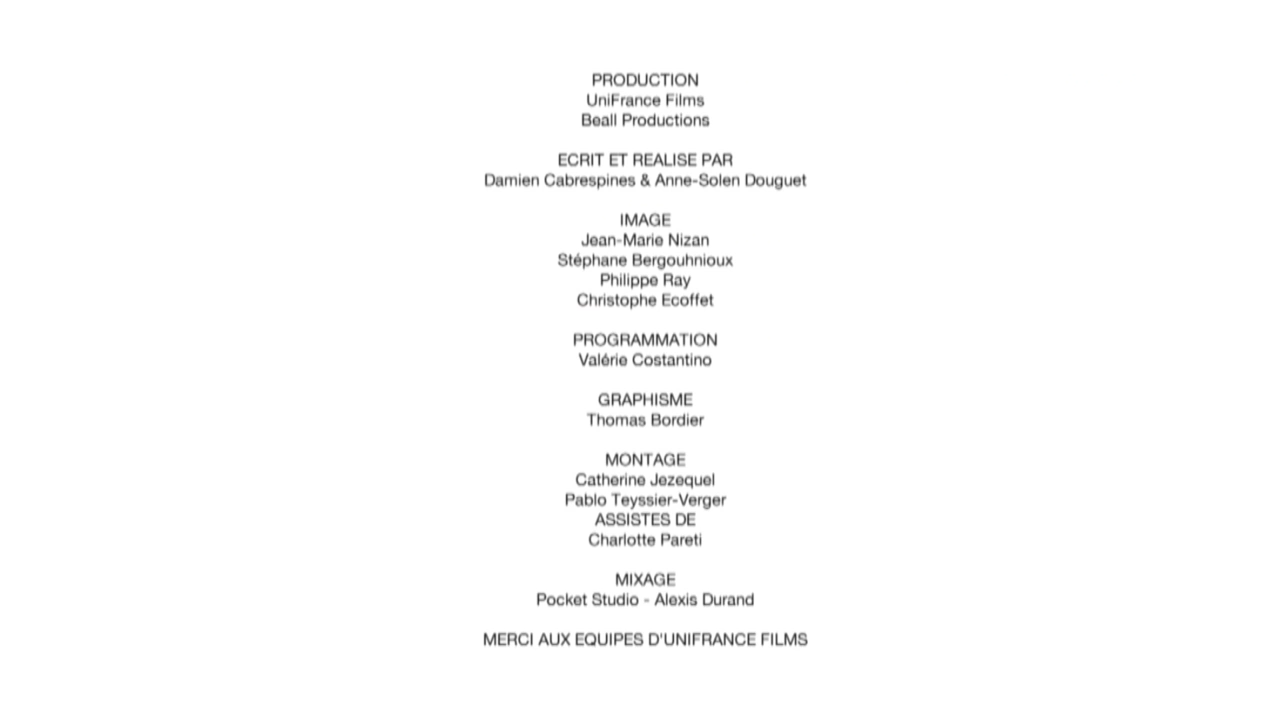 PRODUCTION
UniFrance Films
Beall Productions
ECRIT ET REALISE PAR
Damien Cabrespines & Anne-Solen Douguet
IMAGE
Jean-Marie Nizan
Stéphane Bergouhnioux
Philippe Ray
Christophe Ecoffet
PROGRAMMATION
Valérie Costantino
GRAPHISME
Thomas Bordier
MONTAGE
Catherine Jezequel
Pablo Teyssier-Verger
ASSISTES DE
Charlotte Pareti
MIXAGE
Pocket Studio - Alexis Durand
MERCI AUX EQUIPES D'UNIFRANCE FILMS